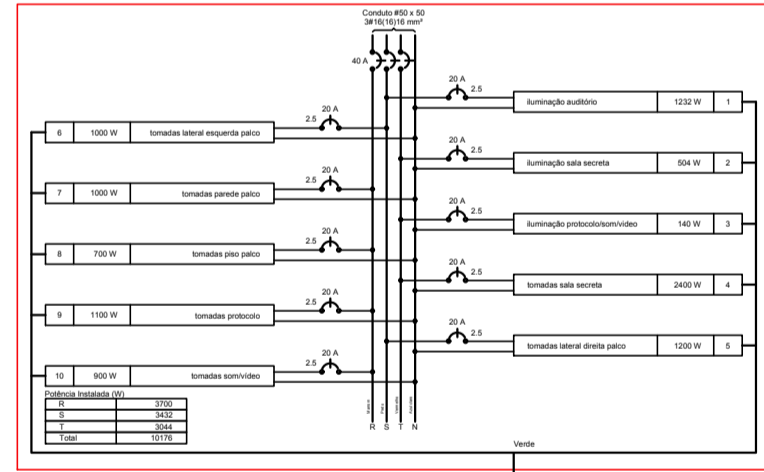 Conduto #50 x 50
3#16(16)16 mm²
40 A
20 A
2.5
iluminação auditório 1232 W 1
20 A
2.5
6 1000 W tomadas lateral esquerda palco
20 A
2.5
iluminação sala secreta 504 W 2
20 A
2.5
7 1000 W tomadas parede palco
20 A
2.5
iluminação protocolo/som/video 140 W 3
20 A
2.5
8 700 W tomadas piso palco
20 A
2.5
tomadas sala secreta 2400 W 4
20 A
2.5
9 1100 W tomadas protocolo
20 A
2.5
tomadas lateral direita palco 1200 W 5
20 A
2.5
10 900 W tomadas som/vídeo
Potência Instalada (W)
R 3700
S 3432
T 3044
Total 10176
R S T N
Verde